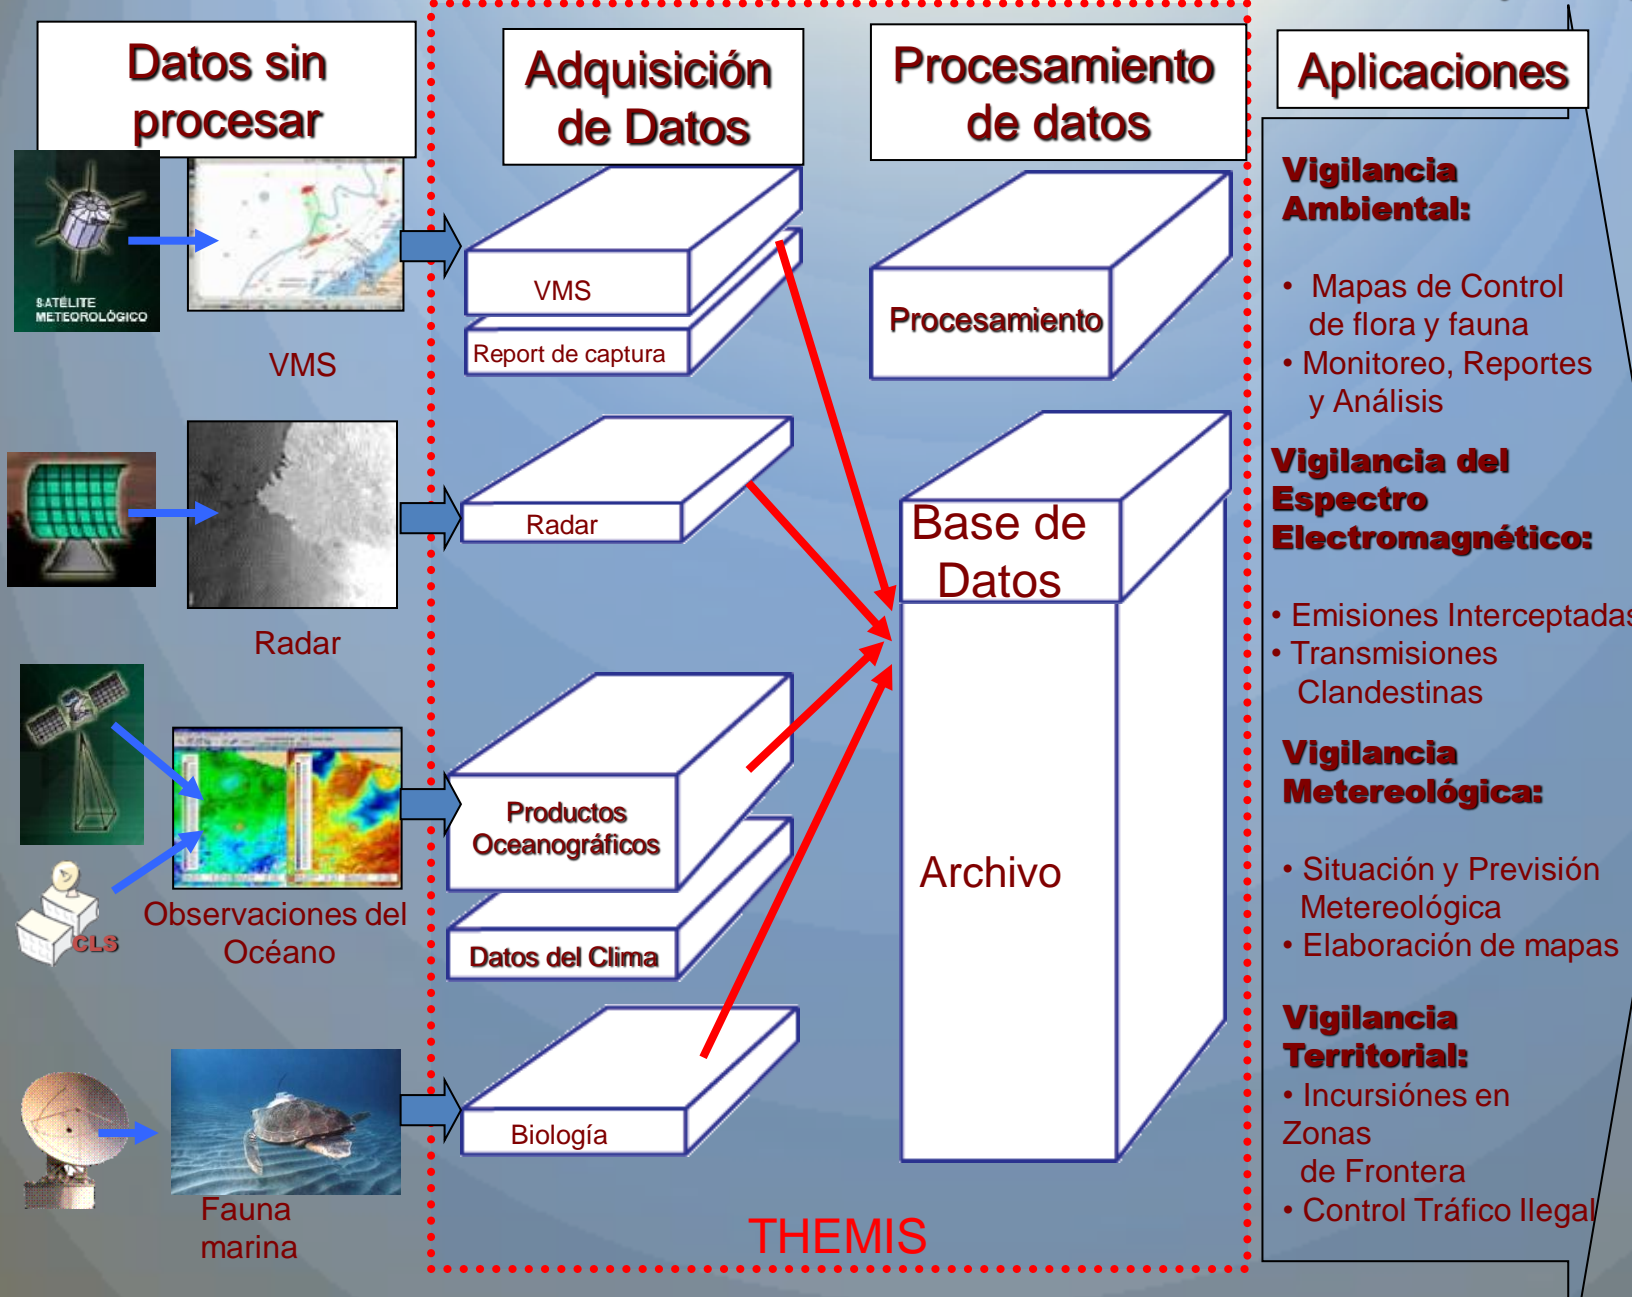 Datos sin
procesar
SATÉLITE
METEOROLÓGICO
VMS
Radar
CLS
Observaciones del
Océano
Fauna
marina
Adquisición
de Datos
VMS
Report de captura
Radar
Productos
Oceanográficos
Datos del Clima
Biología
Procesamiento
de datos
Procesamiento
Base de
Datos
Archivo
THEMIS
Aplicaciones
Vigilancia
Ambiental:
• Mapas de Control
de flora y fauna
• Monitoreo, Reportes
y Análisis
Vigilancia del
Espectro
Electromagnético:
• Emisiones Interceptadas
• Transmisiones
Clandestinas
Vigilancia
Metereológica:
• Situación y Previsión
Metereológica
• Elaboración de mapas
Vigilancia
Territorial:
• Incursiónes en
Zonas
de Frontera
• Control Tráfico Ilegal